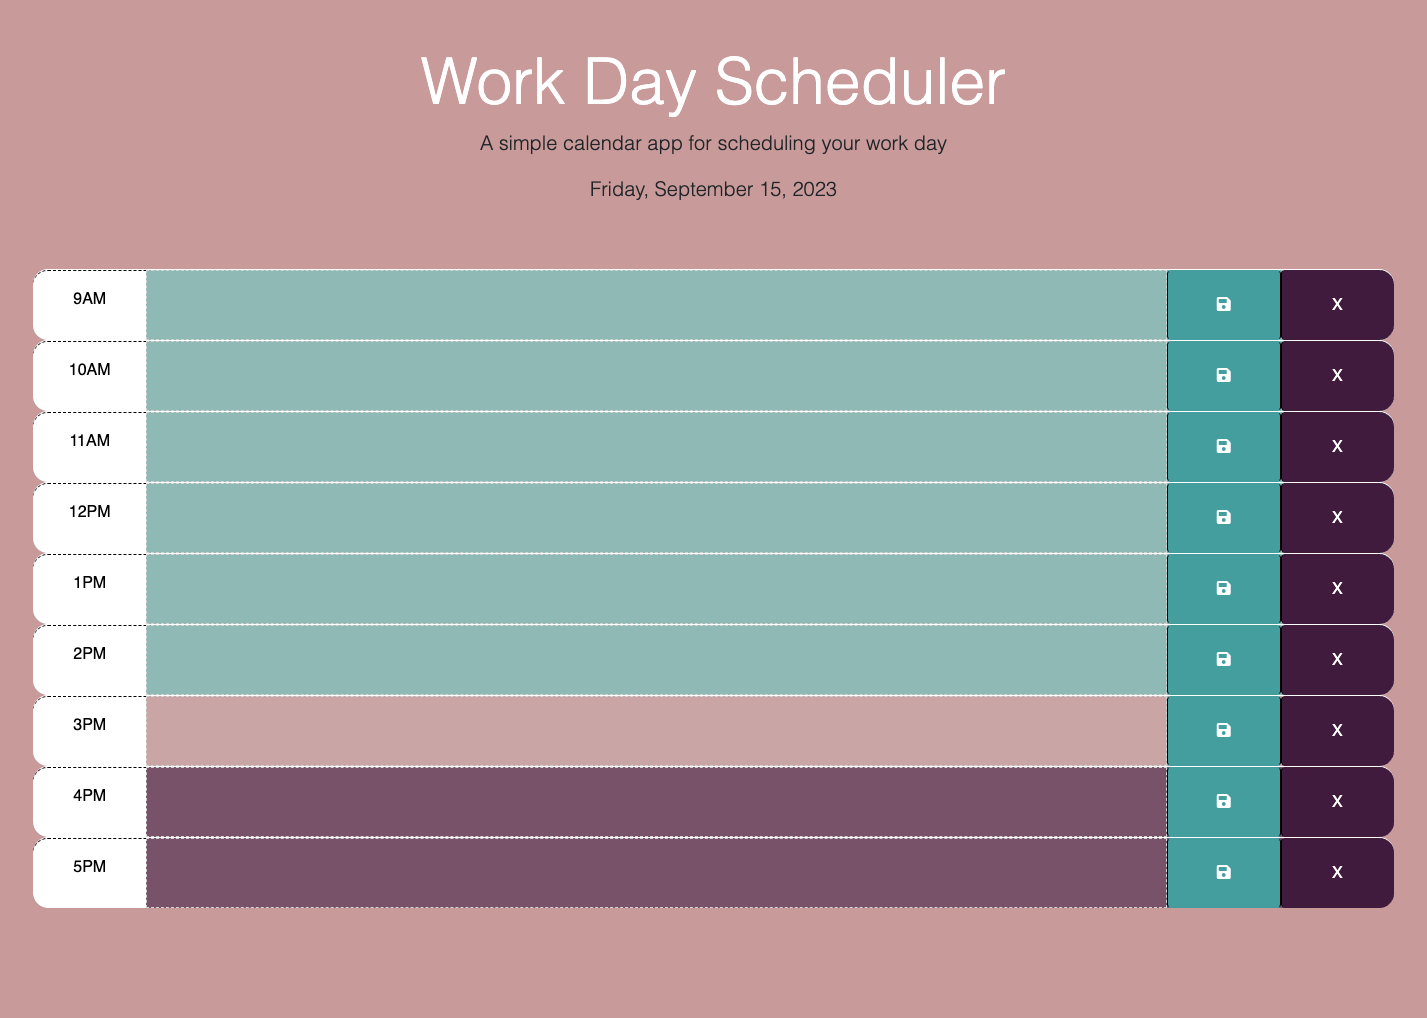 Work Day Scheduler
A simple calendar app for scheduling your work day
Friday, September 15, 2023
9AM X
10AM X
11AM X
12PM X
1PM X
2PM X
3PM X
4PM X
5PM X